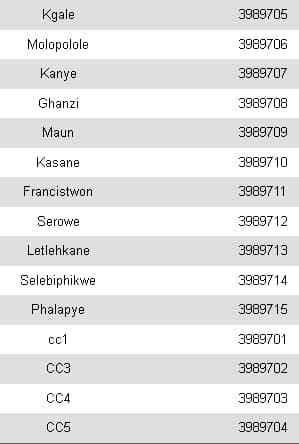 Kgale 3989705
Molopolole 3989706
Kanye 3989707
Ghanzi 3989708
Maun 3989709
Kasane 3989710
Francistwon 3989711
Serowe 3989712
Letlehkane 3989713
Selebiphikwe 3989714
Phalapye 3989715
cc1 3989701
CC3 3989702
CC4 3989703
CC5 3989704